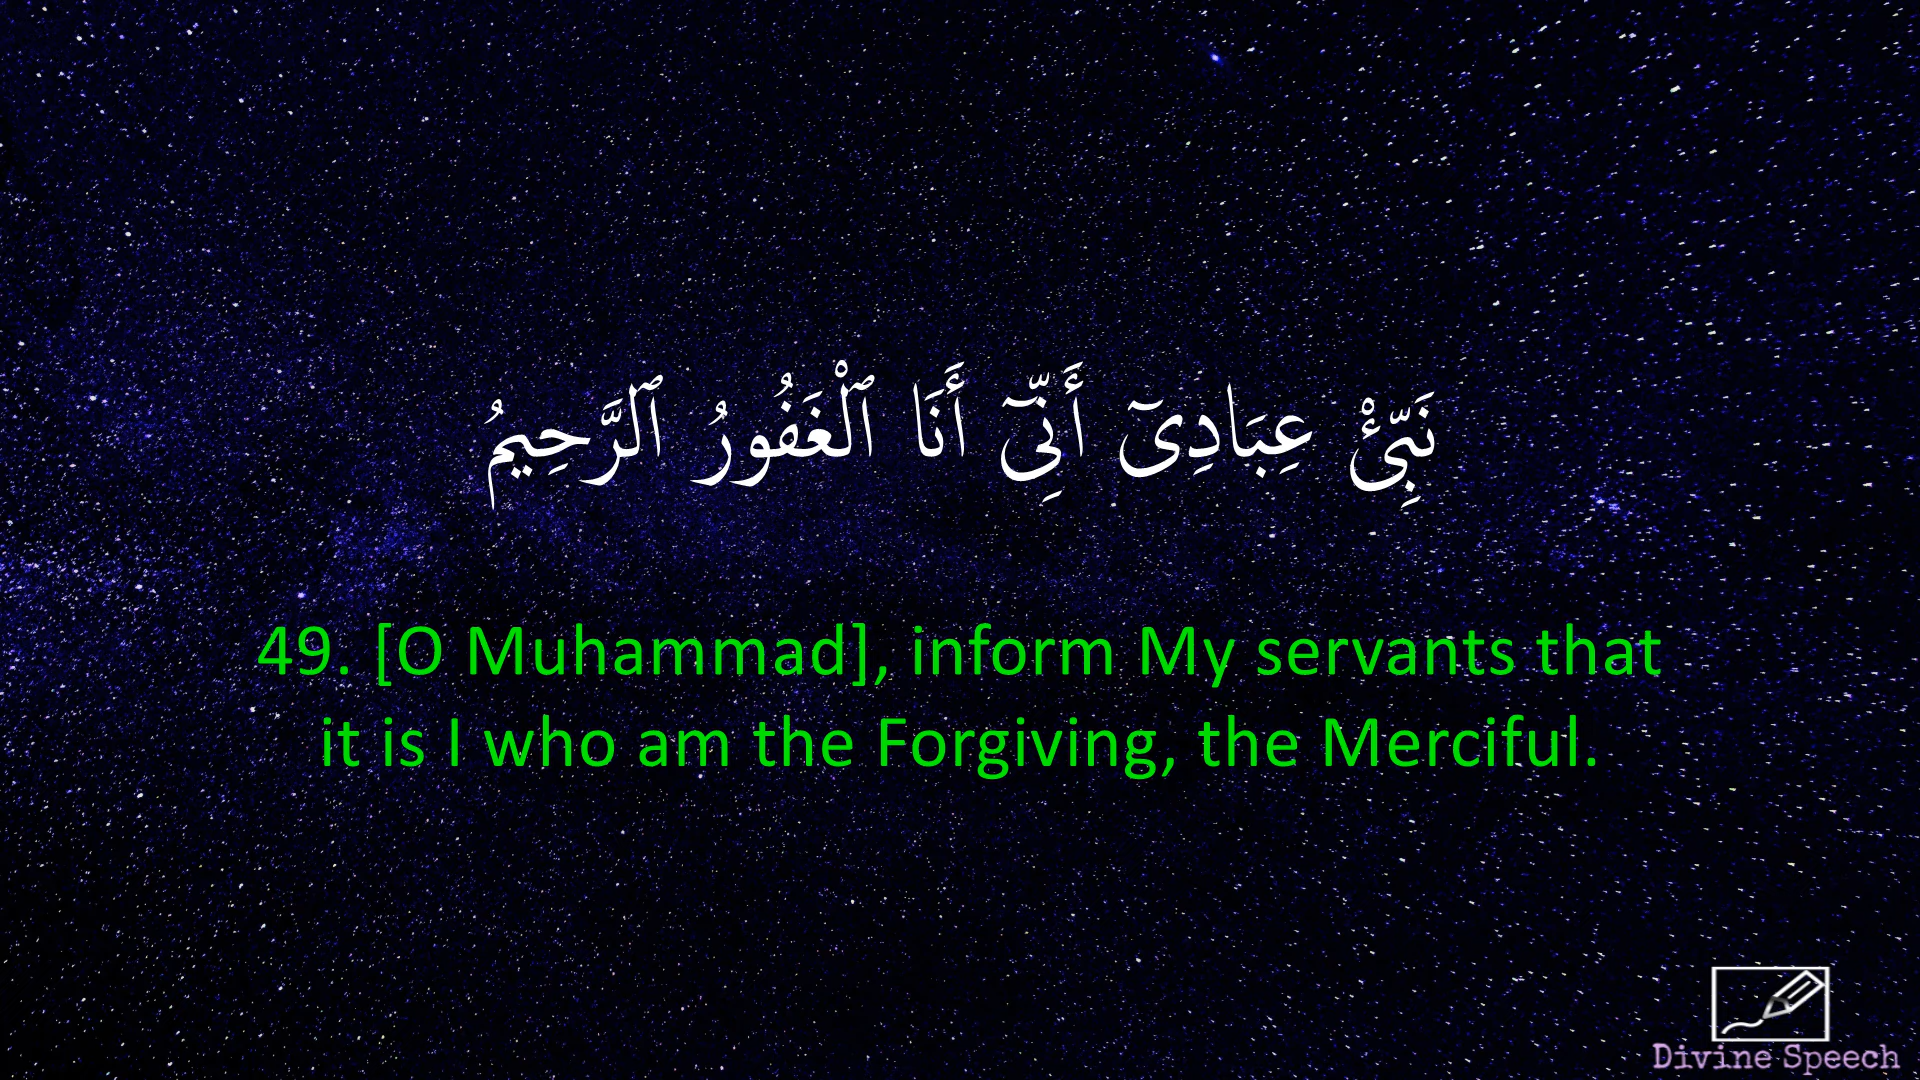 نَبِّئْ عِبَادِىٓ أَنِّىٓ أَنَا ٱلْغَفُورُ ٱلرَّحِيمُ
49. [O Muhammad], inform My servants that
it is I who am the Forgiving, the Merciful.
Divine Speech